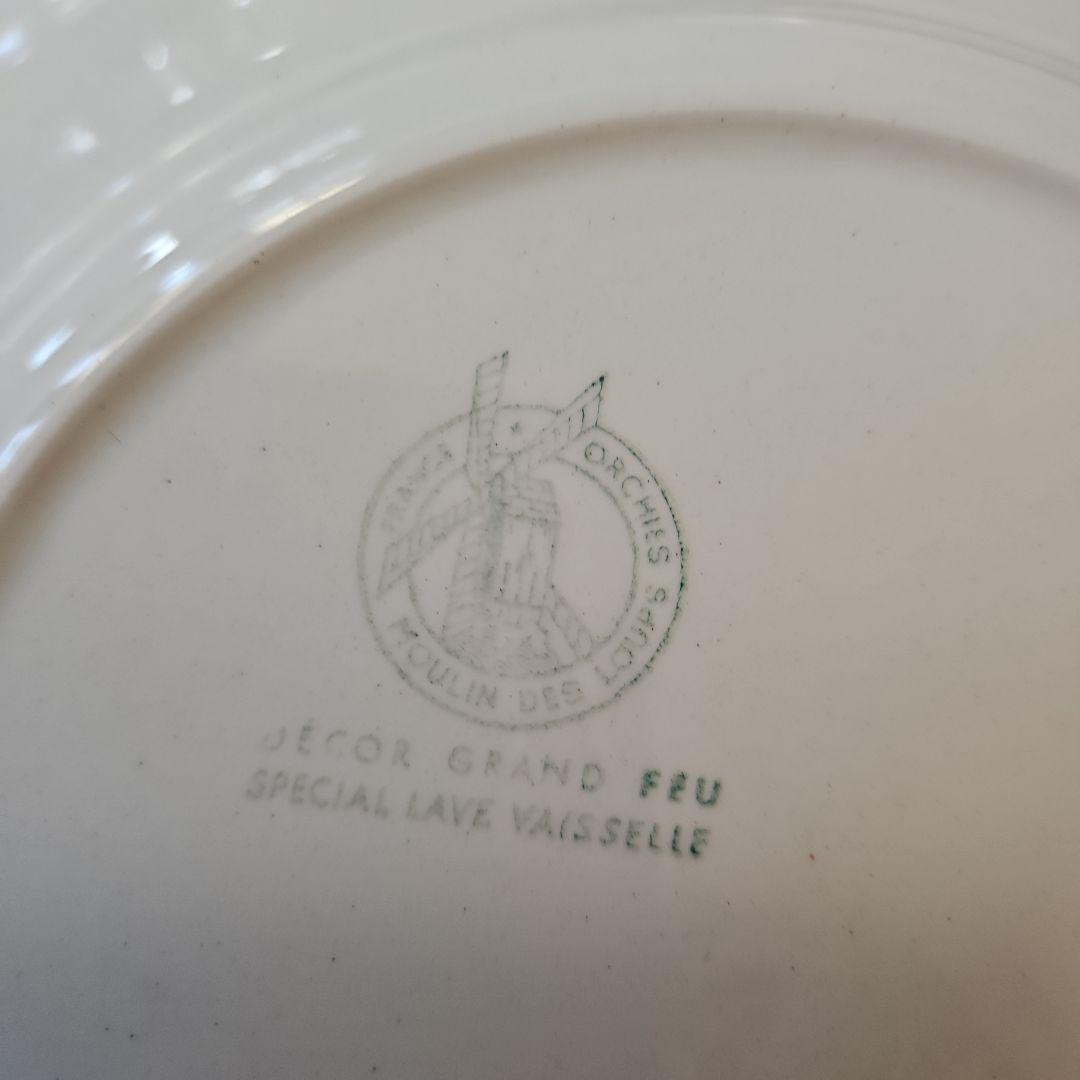 FRANCE * ORCHIES
MOULIN DES LOUPS
DÉCOR GRAND FEU
SPECIAL LAVE VAISSELLE